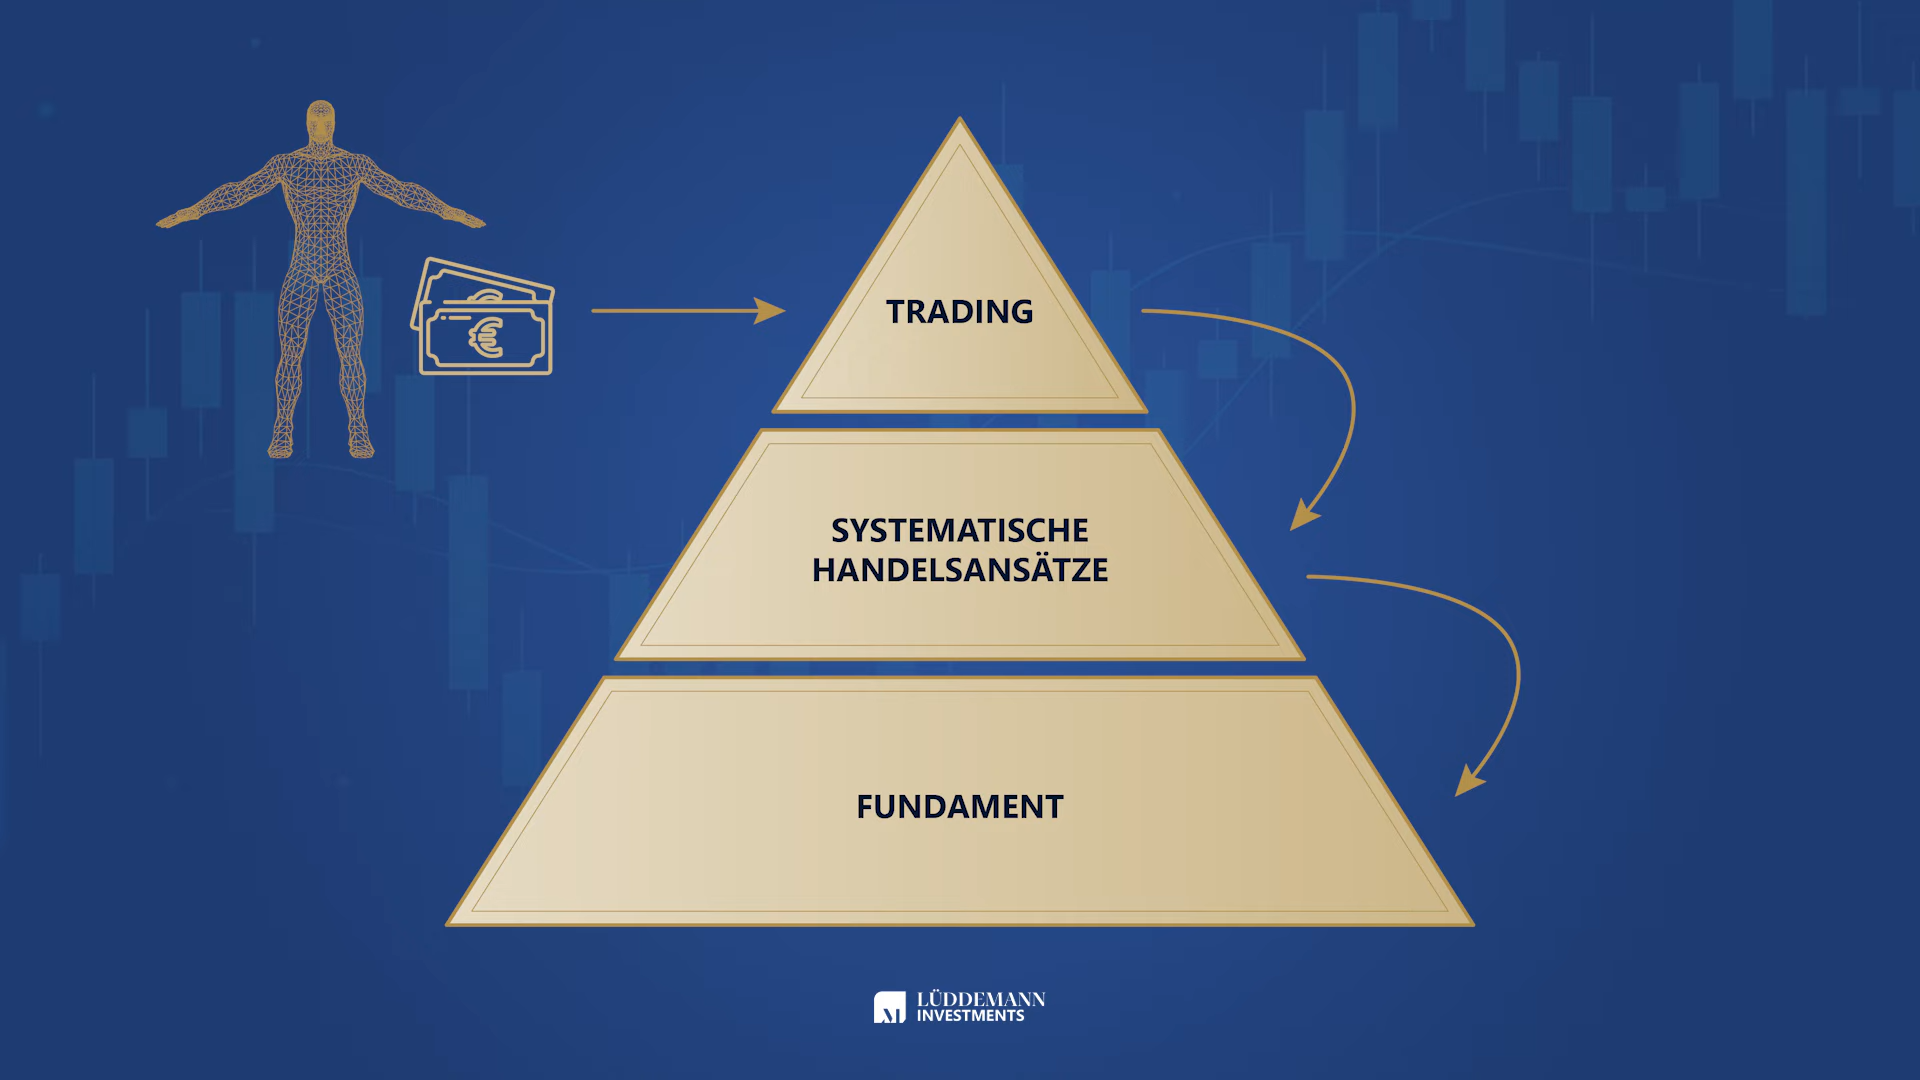 TRADING
SYSTEMATISCHE
HANDELSANSÄTZE
FUNDAMENT
LÜDDEMANN
INVESTMENTS